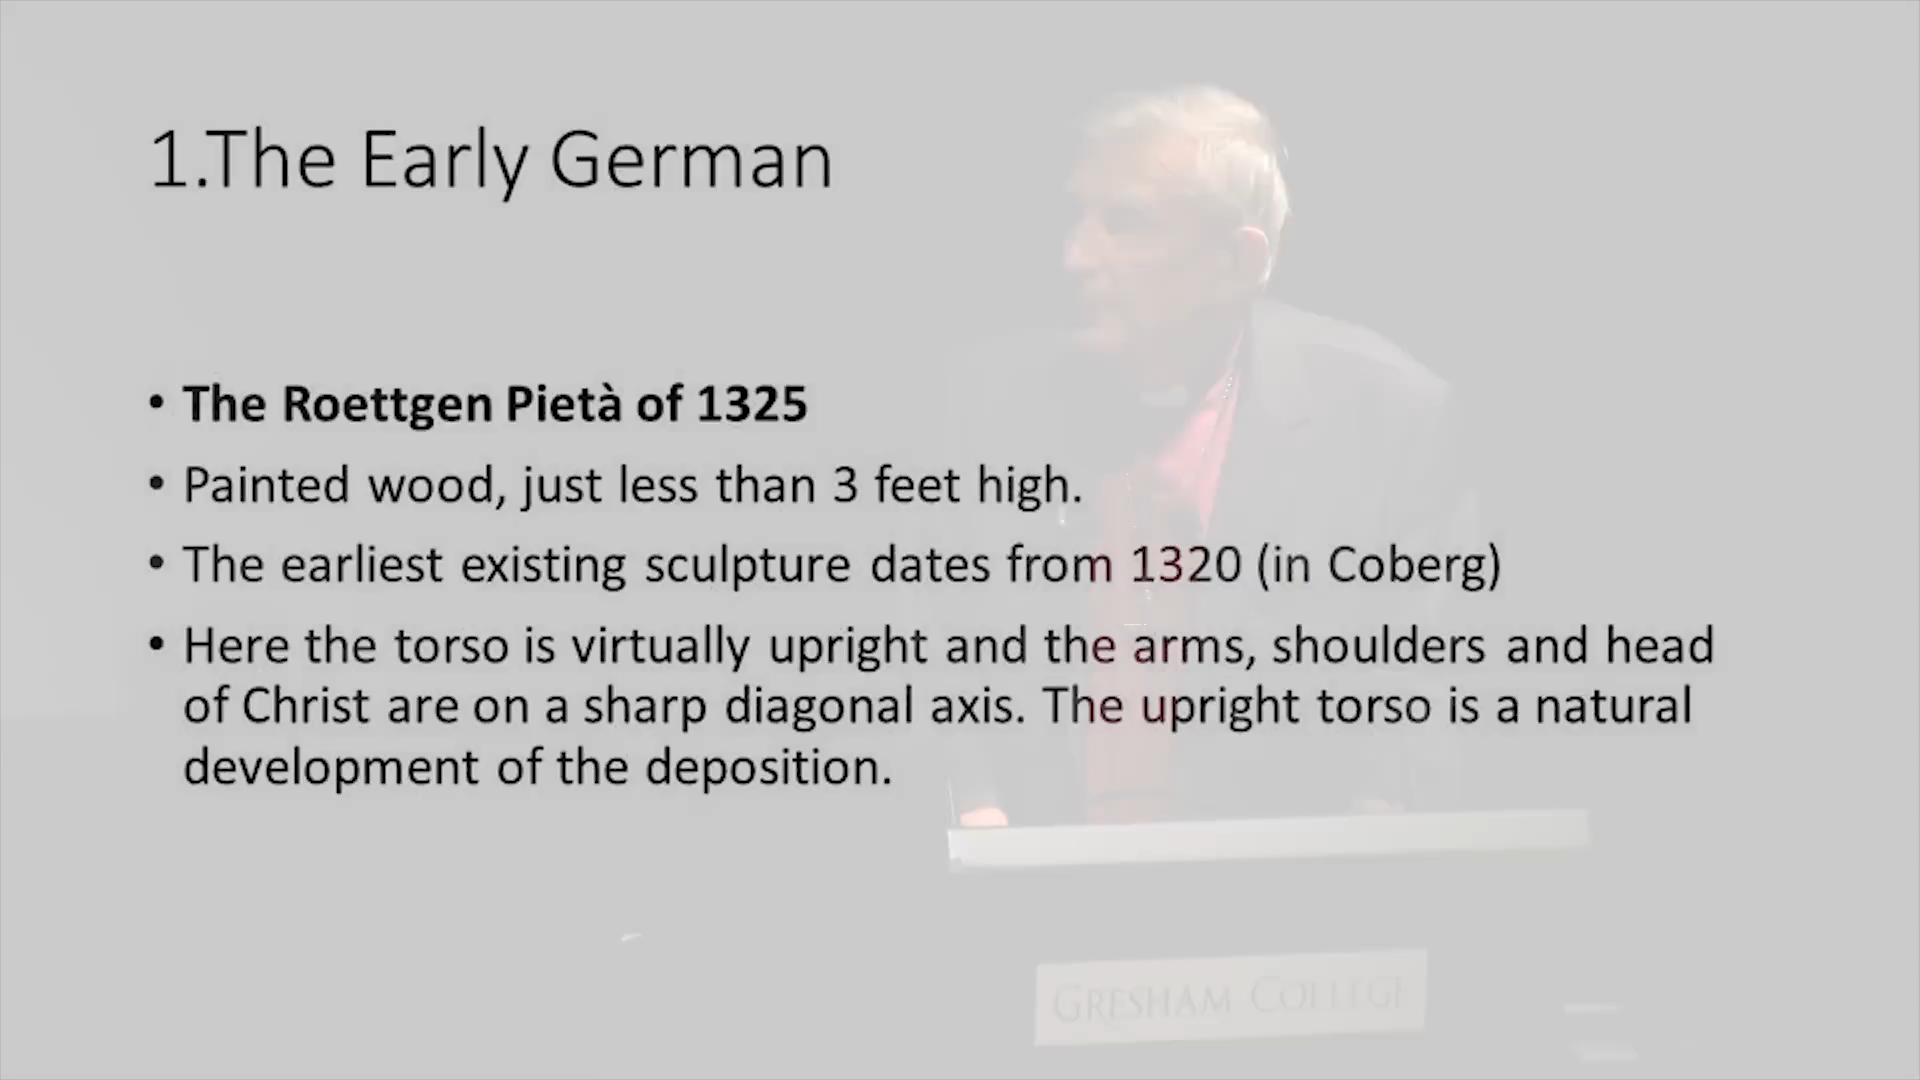 1.The Early German
• The Roettgen Pietà of 1325
• Painted wood, just less than 3 feet high.
• The earliest existing sculpture dates from 1320 (in Coberg)
• Here the torso is virtually upright and the arms, shoulders and head
of Christ are on a sharp diagonal axis. The upright torso is a natural
development of the deposition.
GRESHAM COLLEGE